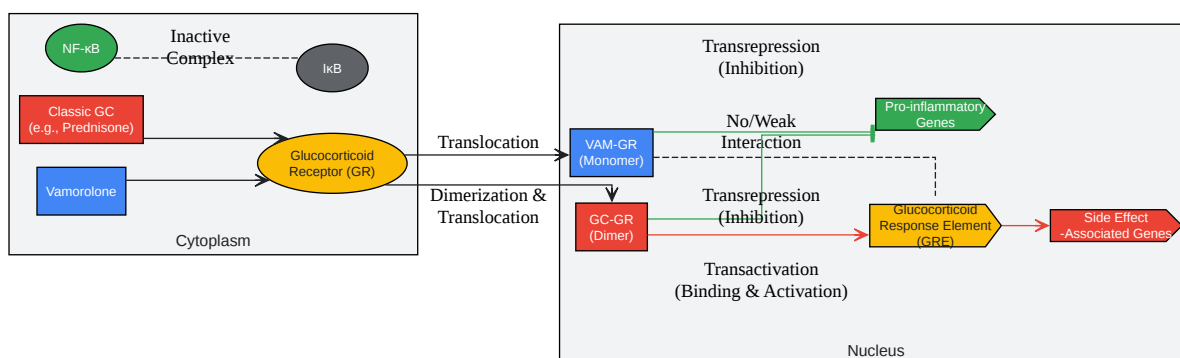 NF-κB
Inactive
Complex
IκB
Classic GC
(e.g., Prednisone)
Glucocorticoid
Receptor (GR)
Vamorolone
Cytoplasm
Translocation
Dimerization &
Translocation
Transrepression
(Inhibition)
Pro-inflammatory
Genes
No/Weak
Interaction
VAM-GR
(Monomer)
Transrepression
(Inhibition)
GC-GR
(Dimer)
Glucocorticoid
Response Element
(GRE)
Side Effect
-Associated Genes
Transactivation
(Binding & Activation)
Nucleus